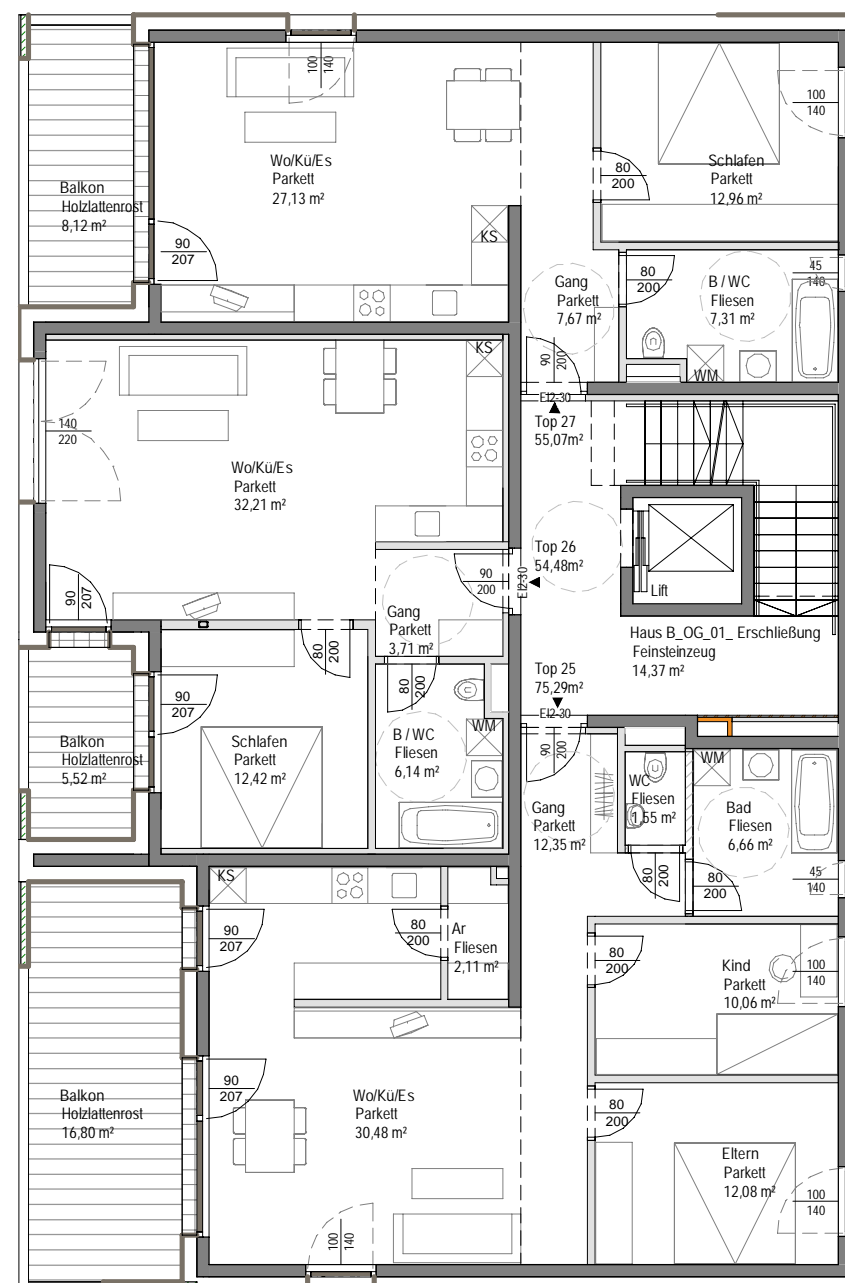 100
140
Wo/Kü/Es
Parkett
27,13 m²
Schlafen
Parkett
12,96 m²
100
140
80
200
Balkon
Holzlattenrost
8,12 m²
90
207
KS
Gang
Parkett
7,67 m²
80
200
B / WC
Fliesen
7,31 m²
45
140
WM
90
200
EI2-30
Top 27
55,07m²
KS
140
220
Wo/Kü/Es
Parkett
32,21 m²
Top 26
54,48m²
90
200
EI2-30
Lift
90
207
Gang
Parkett
3,71 m²
Haus B_OG_01_ Erschließung
Feinsteinzeug
14,37 m²
80
200
80
200
Top 25
75,29m²
EI2-30
90
207
Balkon
Holzlattenrost
5,52 m²
Schlafen
Parkett
12,42 m²
B / WC
Fliesen
6,14 m²
WM
90
200
WM
WC
Fliesen
1,55 m²
Gang
Parkett
12,35 m²
Bad
Fliesen
6,66 m²
80
200
80
200
45
140
KS
90
207
80
200
Ar
Fliesen
2,11 m²
80
200
Kind
Parkett
10,06 m²
100
140
90
207
Balkon
Holzlattenrost
16,80 m²
Wo/Kü/Es
Parkett
30,48 m²
80
200
Eltern
Parkett
12,08 m²
100
140
100
140